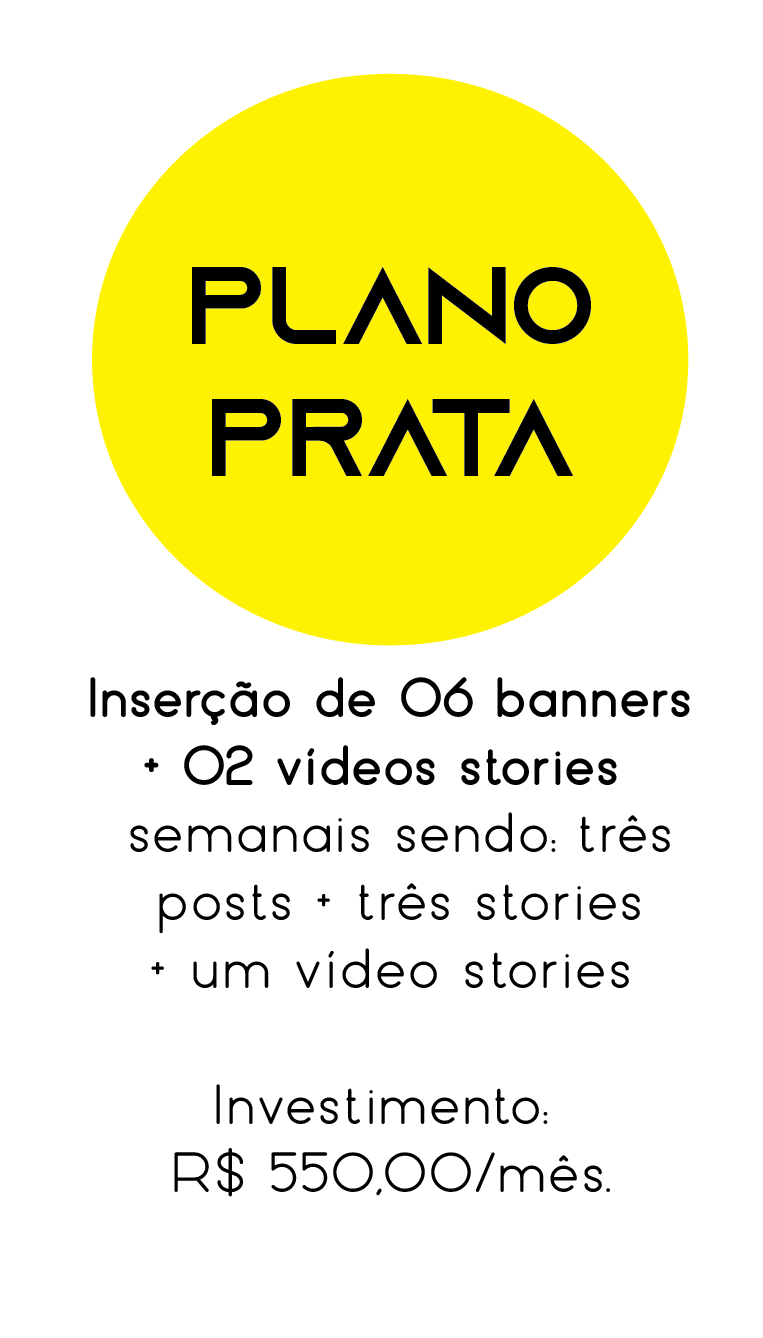 PLANO
PRATA
Inserção de 06 banners
+ 02 vídeos stories
semanais sendo: três
posts + três stories
+ um vídeo stories
Investimento:
R$ 550,00/mês.